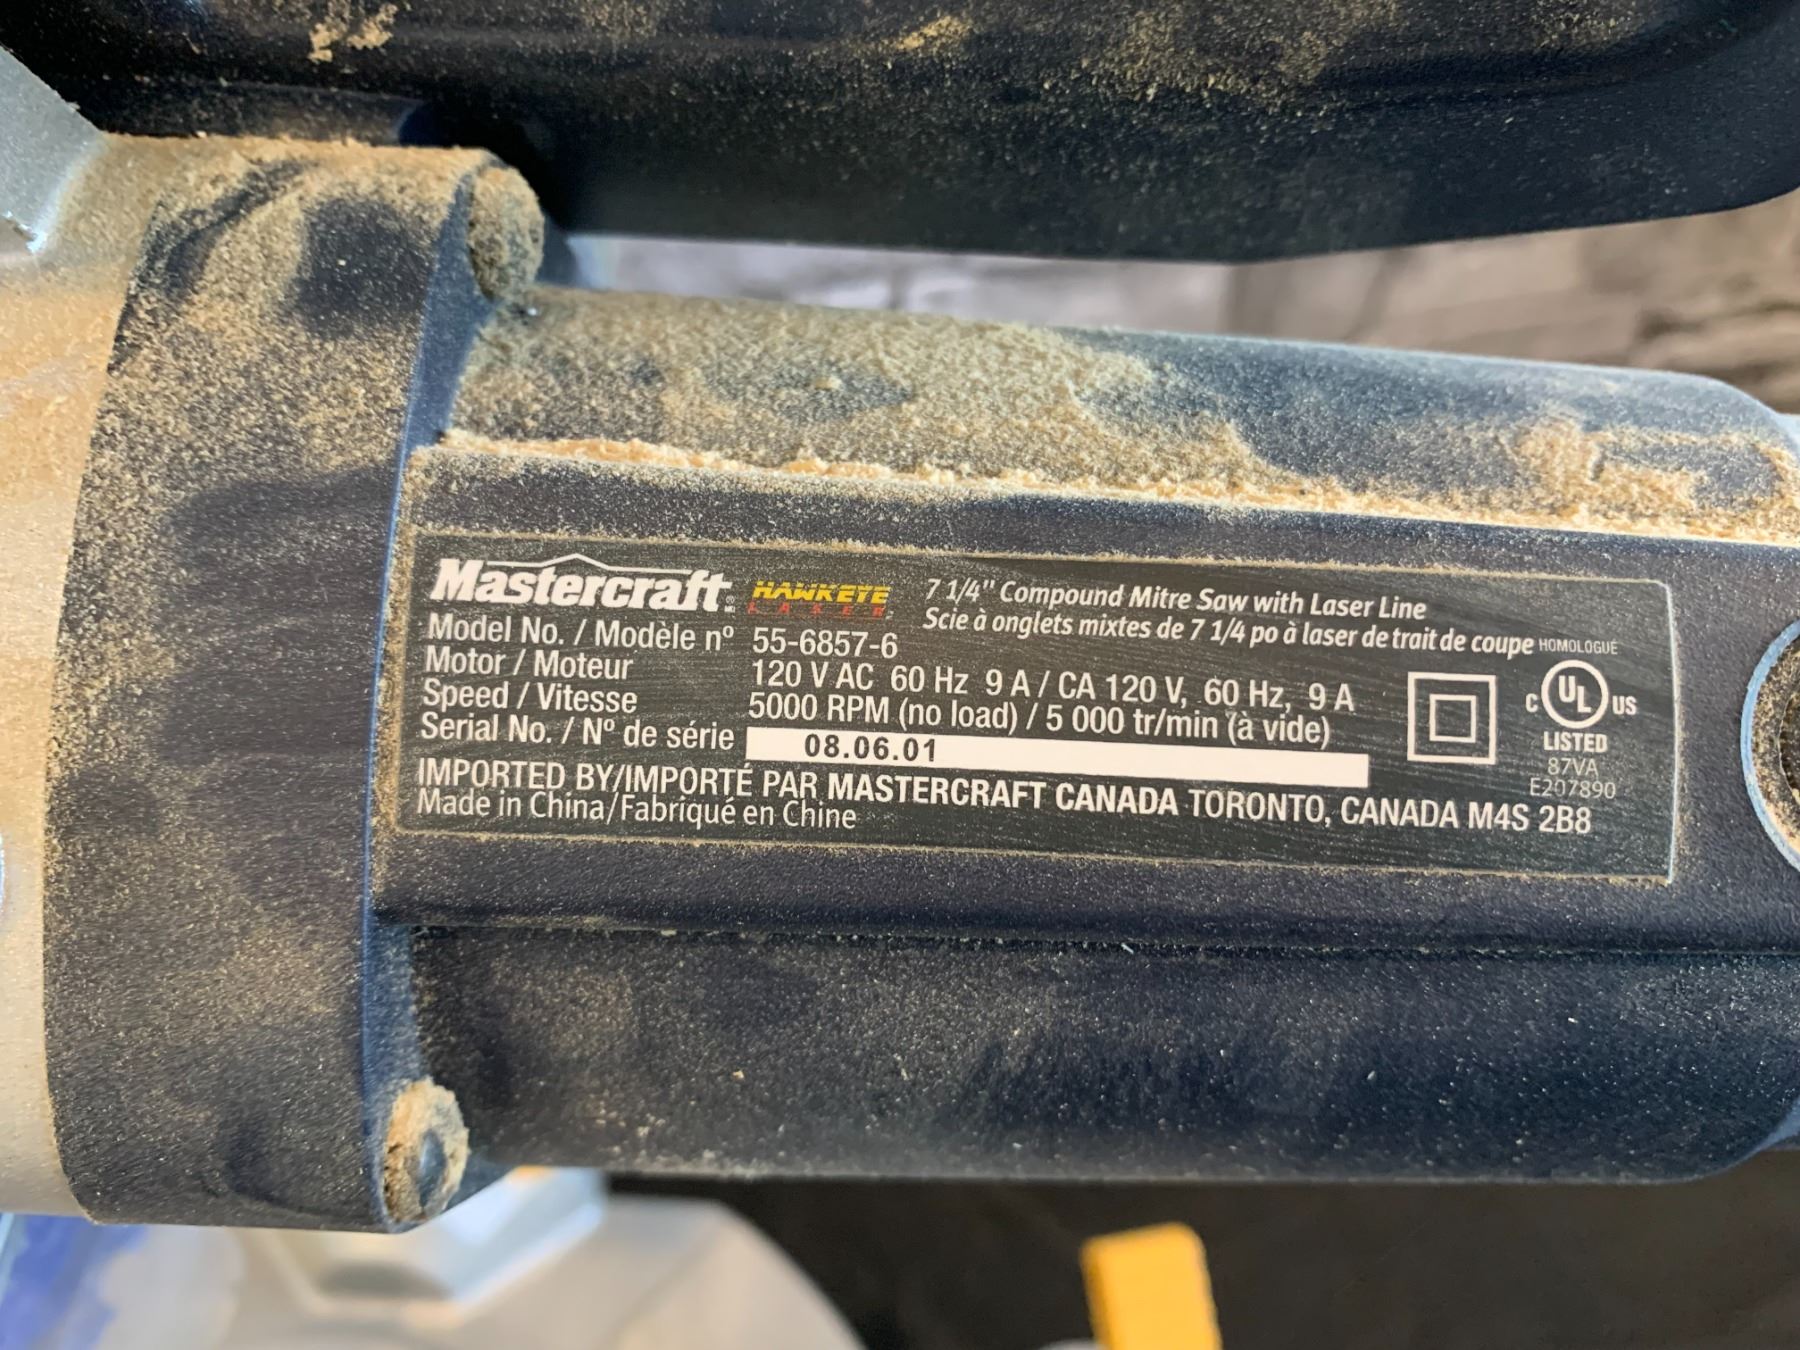 Mastercraft ® MD HAWKEYE LASER 7 1/4" Compound Mitre Saw with Laser Line
Scie à onglets mixtes de 7 1/4 po à laser de trait de coupe
Model No. / Modèle nº 55-6857-6
Motor / Moteur 120 V AC 60 Hz 9 A / CA 120 V, 60 Hz, 9 A
Speed / Vitesse 5000 RPM (no load) / 5 000 tr/min (à vide)
Serial No. / Nº de série 08.06.01
IMPORTED BY/IMPORTÉ PAR MASTERCRAFT CANADA TORONTO, CANADA M4S 2B8
Made in China/Fabriqué en Chine
HOMOLOGUÉ
C UL US
LISTED
87VA
E207890